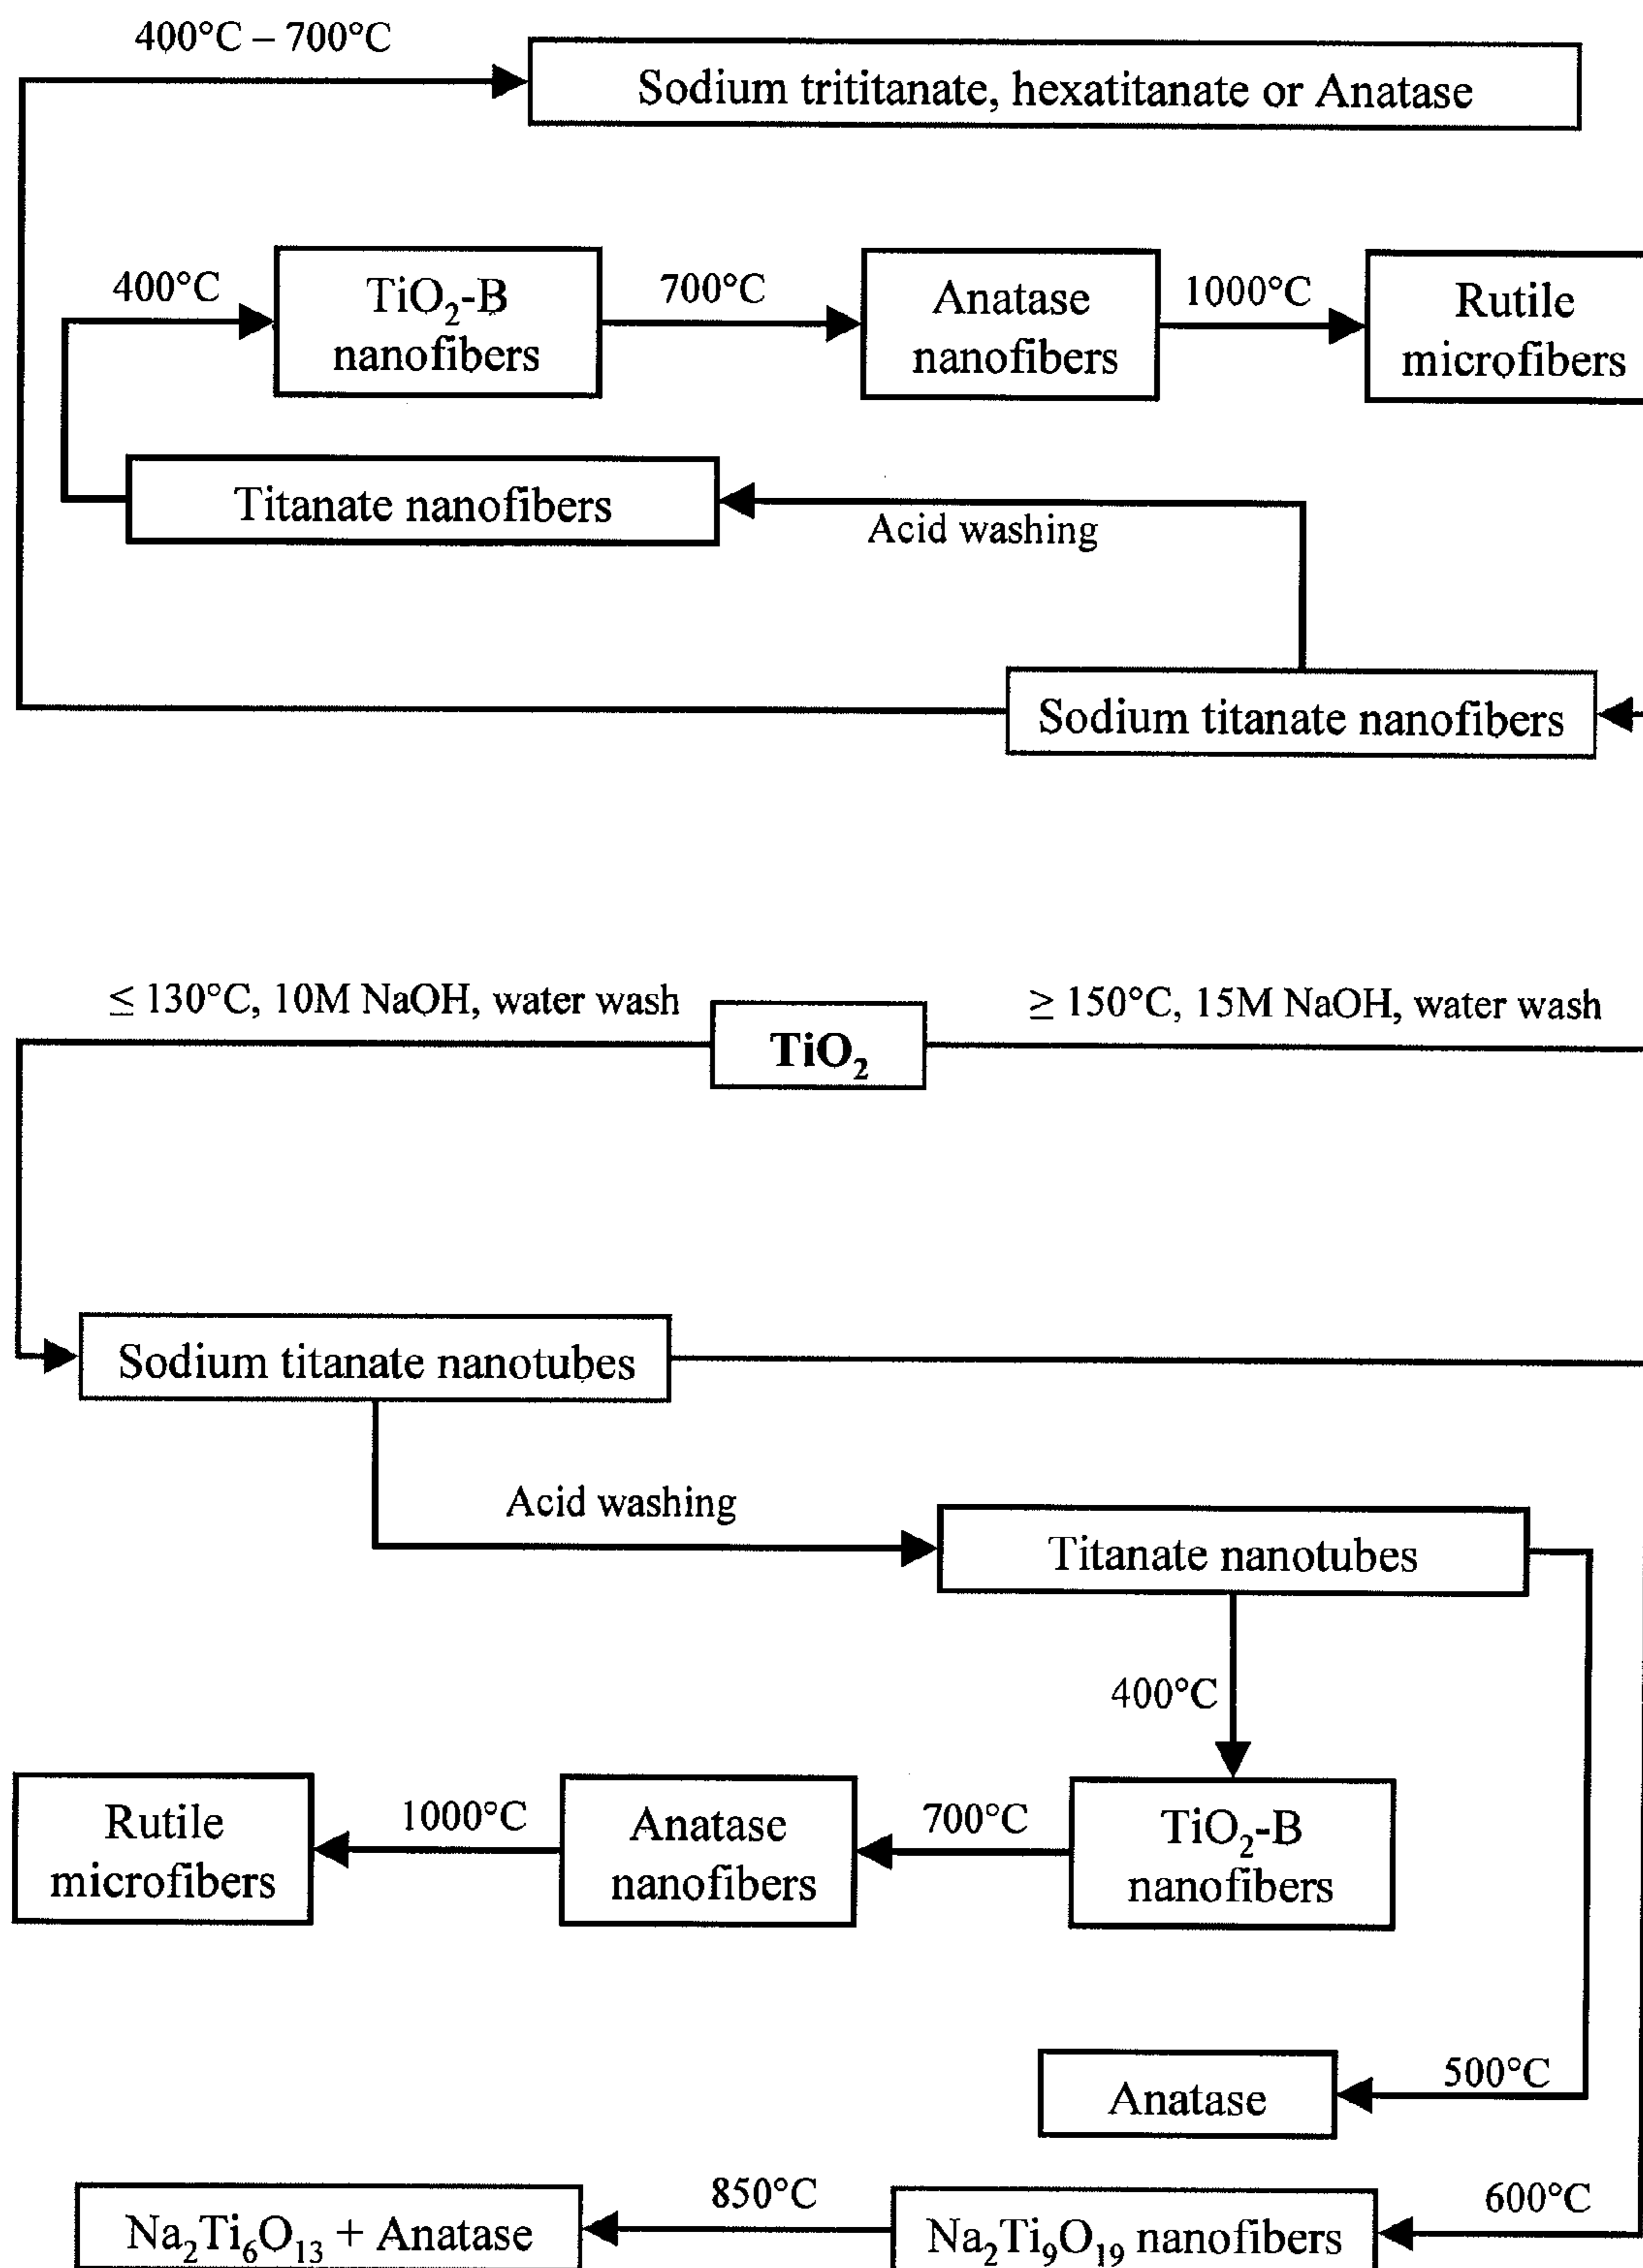 400°C – 700°C
Sodium trititanate, hexatitanate or Anatase
400°C
TiO₂-B
nanofibers
700°C
Anatase
nanofibers
1000°C
Rutile
microfibers
Titanate nanofibers
Acid washing
Sodium titanate nanofibers
≤ 130°C, 10M NaOH, water wash
TiO₂
≥ 150°C, 15M NaOH, water wash
Sodium titanate nanotubes
Acid washing
Titanate nanotubes
400°C
Rutile
microfibers
1000°C
Anatase
nanofibers
700°C
TiO₂-B
nanofibers
Anatase
500°C
Na₂Ti₆O₁₃ + Anatase
850°C
Na₂Ti₉O₁₉ nanofibers
600°C